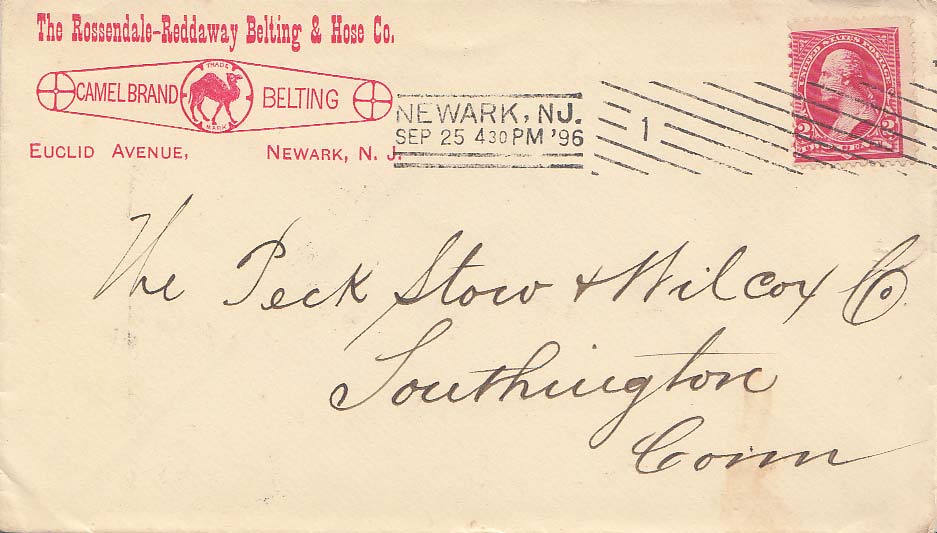 The Rossendale-Reddaway Belting & Hose Co.
TRADE
CAMEL BRAND BELTING
MARK
EUCLID AVENUE, NEWARK, N. J.
NEWARK, N.J.
SEP 25 430 PM '96
1
UNITED STATES POSTAGE
2 2
The Peck Stow & Wilcox Co
Southington
Conn